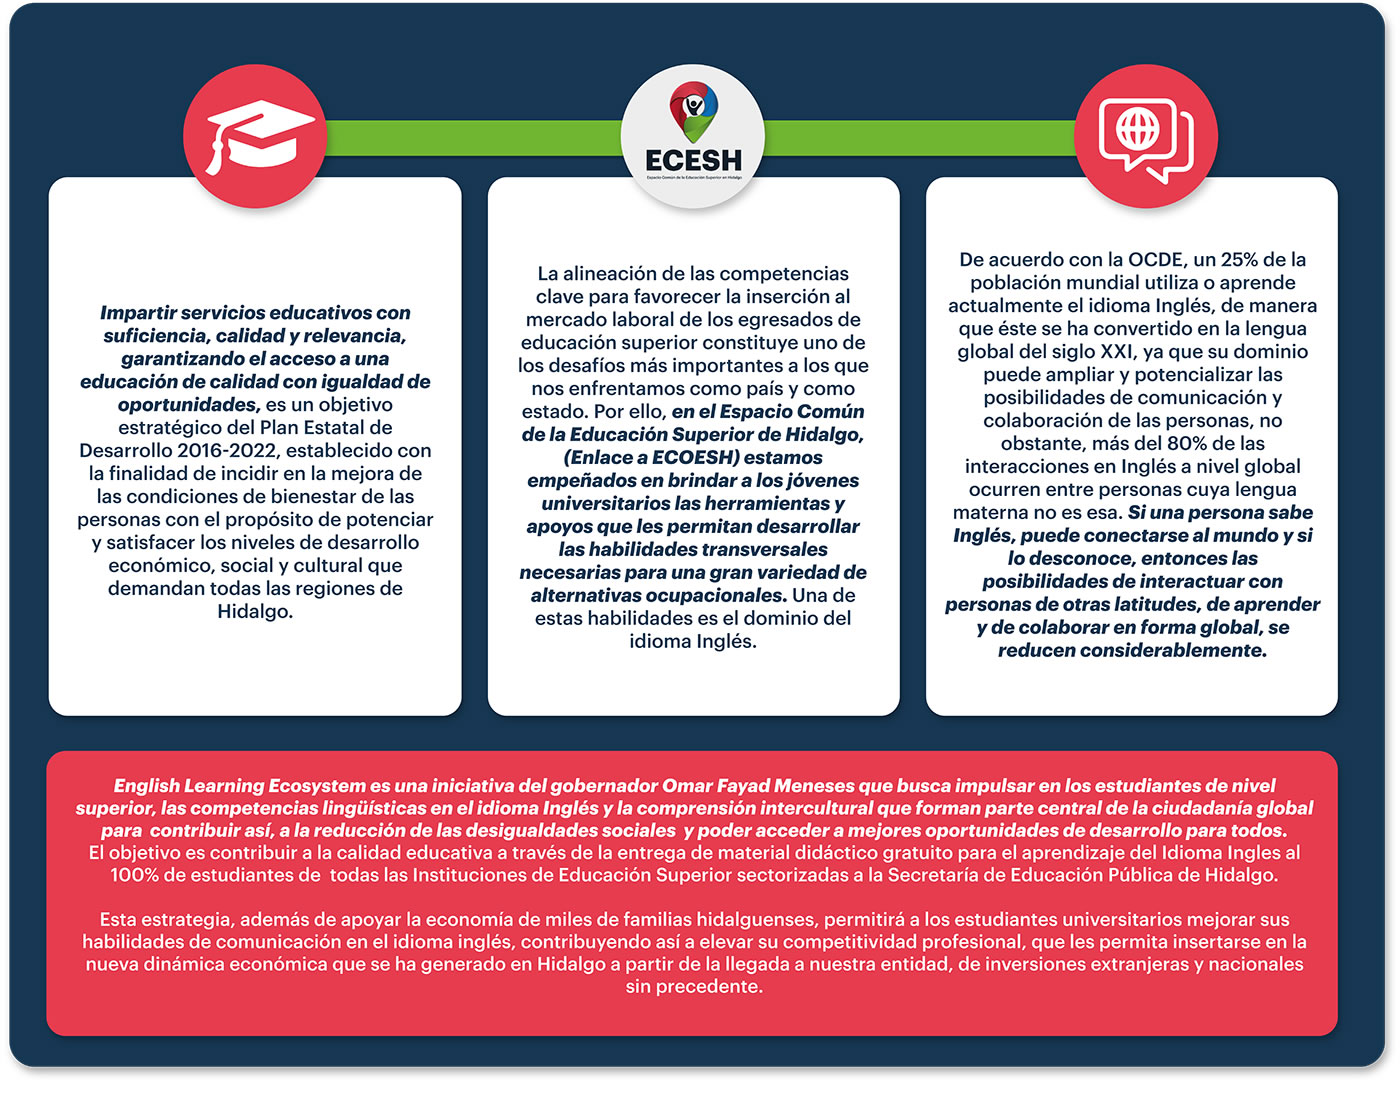 ECESH
Espacio Común de la Educación Superior en Hidalgo
Impartir servicios educativos con
suficiencia, calidad y relevancia,
garantizando el acceso a una
educación de calidad con igualdad de
oportunidades, es un objetivo
estratégico del Plan Estatal de
Desarrollo 2016-2022, establecido con
la finalidad de incidir en la mejora de
las condiciones de bienestar de las
personas con el propósito de potenciar
y satisfacer los niveles de desarrollo
económico, social y cultural que
demandan todas las regiones de
Hidalgo.
La alineación de las competencias
clave para favorecer la inserción al
mercado laboral de los egresados de
educación superior constituye uno de
los desafíos más importantes a los que
nos enfrentamos como país y como
estado. Por ello, en el Espacio Común
de la Educación Superior de Hidalgo,
(Enlace a ECOESH) estamos
empeñados en brindar a los jóvenes
universitarios las herramientas y
apoyos que les permitan desarrollar
las habilidades transversales
necesarias para una gran variedad de
alternativas ocupacionales. Una de
estas habilidades es el dominio del
idioma Inglés.
De acuerdo con la OCDE, un 25% de la
población mundial utiliza o aprende
actualmente el idioma Inglés, de manera
que éste se ha convertido en la lengua
global del siglo XXI, ya que su dominio
puede ampliar y potencializar las
posibilidades de comunicación y
colaboración de las personas, no
obstante, más del 80% de las
interacciones en Inglés a nivel global
ocurren entre personas cuya lengua
materna no es esa. Si una persona sabe
Inglés, puede conectarse al mundo y si
lo desconoce, entonces las
posibilidades de interactuar con
personas de otras latitudes, de aprender
y de colaborar en forma global, se
reducen considerablemente.
English Learning Ecosystem es una iniciativa del gobernador Omar Fayad Meneses que busca impulsar en los estudiantes de nivel
superior, las competencias lingüísticas en el idioma Inglés y la comprensión intercultural que forman parte central de la ciudadanía global
para contribuir así, a la reducción de las desigualdades sociales y poder acceder a mejores oportunidades de desarrollo para todos.
El objetivo es contribuir a la calidad educativa a través de la entrega de material didáctico gratuito para el aprendizaje del Idioma Ingles al
100% de estudiantes de todas las Instituciones de Educación Superior sectorizadas a la Secretaría de Educación Pública de Hidalgo.
Esta estrategia, además de apoyar la economía de miles de familias hidalguenses, permitirá a los estudiantes universitarios mejorar sus
habilidades de comunicación en el idioma inglés, contribuyendo así a elevar su competitividad profesional, que les permita insertarse en la
nueva dinámica económica que se ha generado en Hidalgo a partir de la llegada a nuestra entidad, de inversiones extranjeras y nacionales
sin precedente.